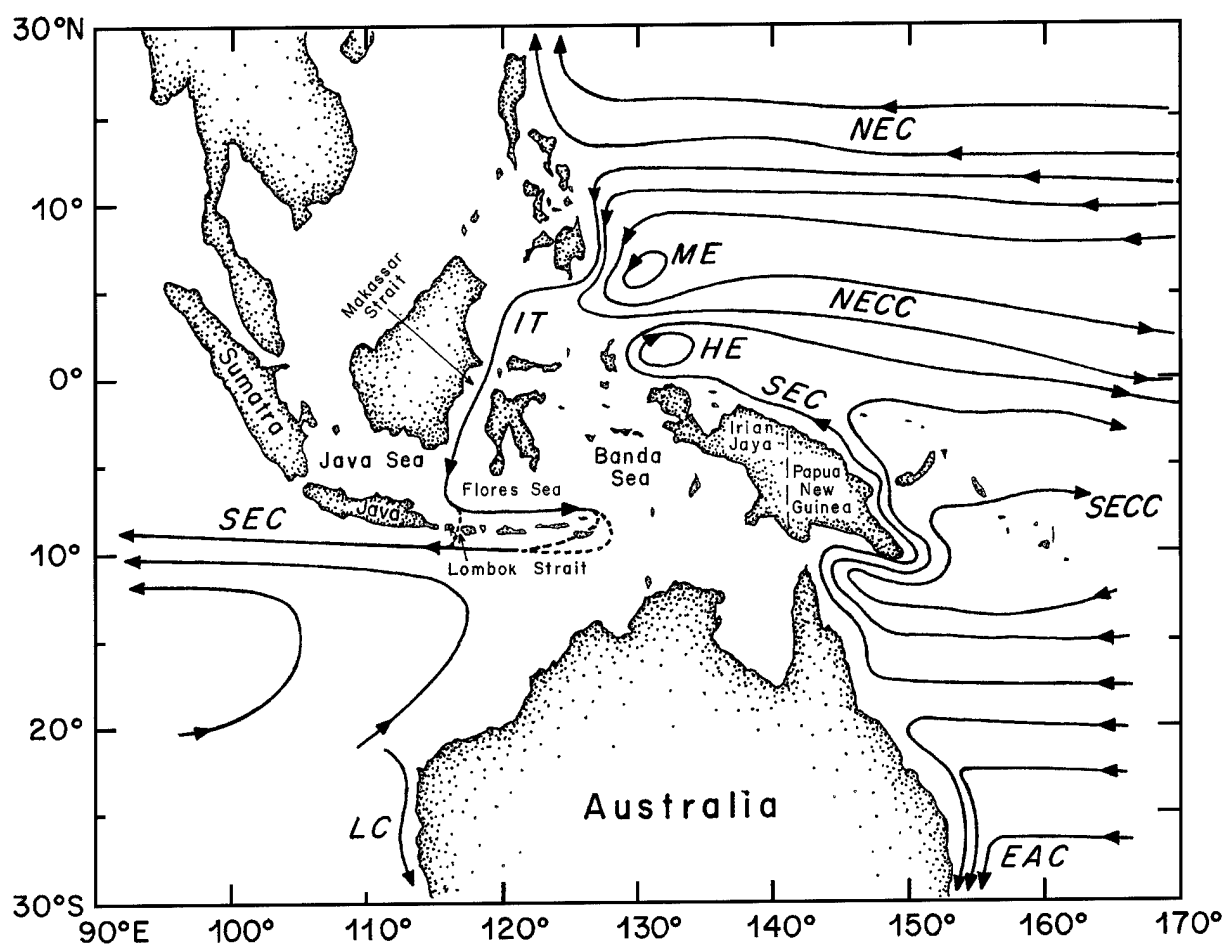 30°N
NEC
10°
ME
Makassar
Strait
IT
NECC
HE
0°
SEC
Sumatra
Irian
Jaya
Java Sea
Banda
Sea
Papua
New
Guinea
Flores Sea
SECC
Java
SEC
10°
Lombok Strait
20°
Australia
LC
EAC
30°S
90°E 100° 110° 120° 130° 140° 150° 160° 170°